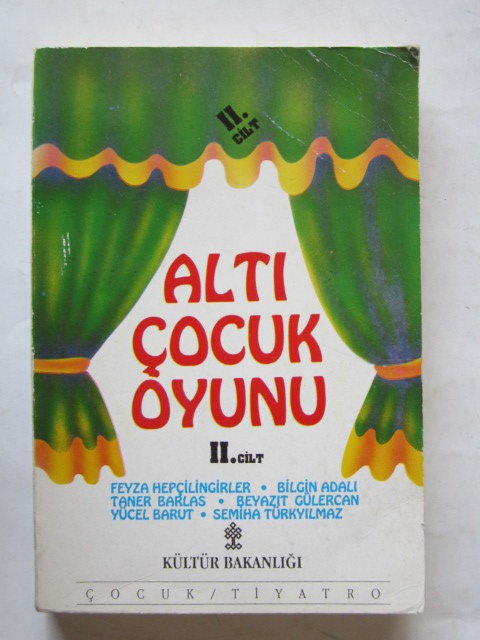 II.
CİLT
ALTI
ÇOCUK
OYUNU
II.CİLT
FEYZA HEPÇİLİNGİRLER • BİLGİN ADALI
TANER BARLAS • BEYAZIT GÜLERCAN
YÜCEL BARUT • SEMİHA TÜRKYILMAZ
KÜLTÜR BAKANLIĞI
ÇOCUK/TİYATRO